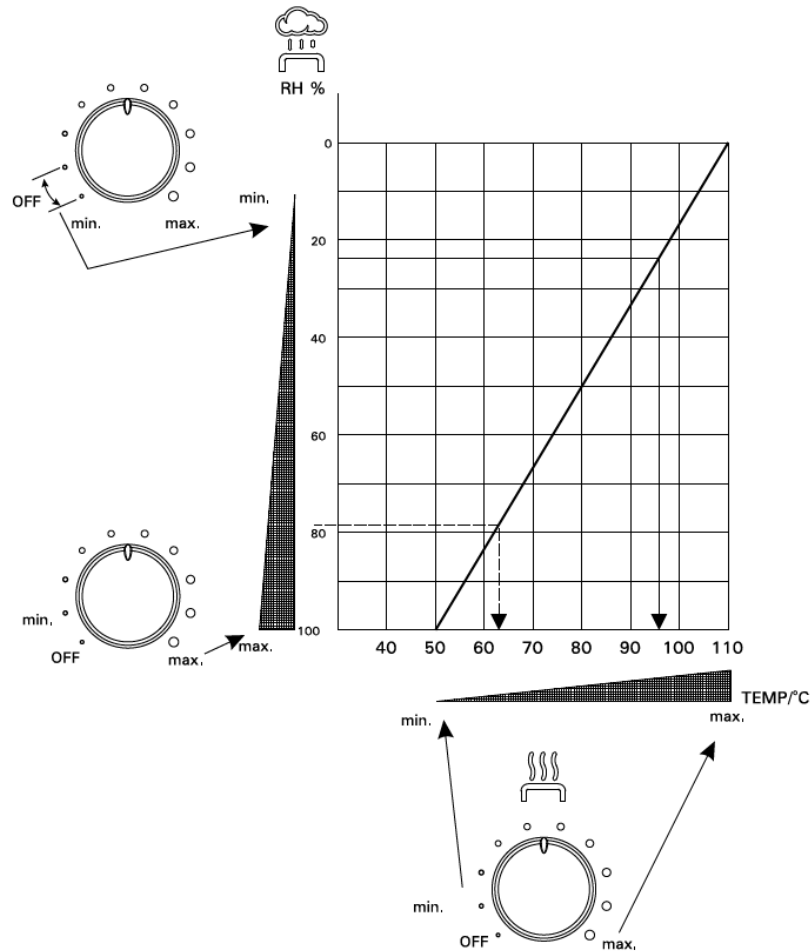 RH %
0
20
40
60
80
100
OFF
min.
max.
min.
min.
OFF
max.
max.
40 50 60 70 80 90 100 110
TEMP/°C
min.
max.
min.
OFF
max.